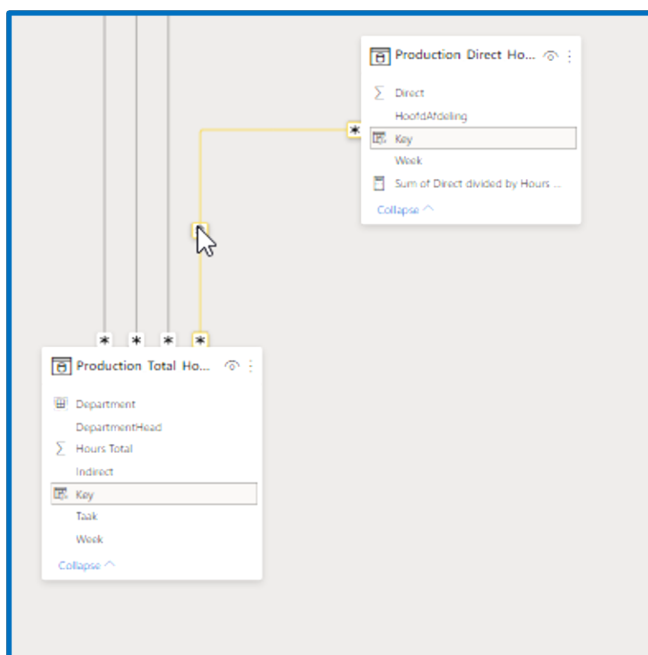 Production Direct Ho...
Direct
HoofdAfdeling
Key
Week
Sum of Direct divided by Hours ...
Collapse
* * * *
*
Production Total Ho...
Department
DepartmentHead
Hours Total
Indirect
Key
Taak
Week
Collapse